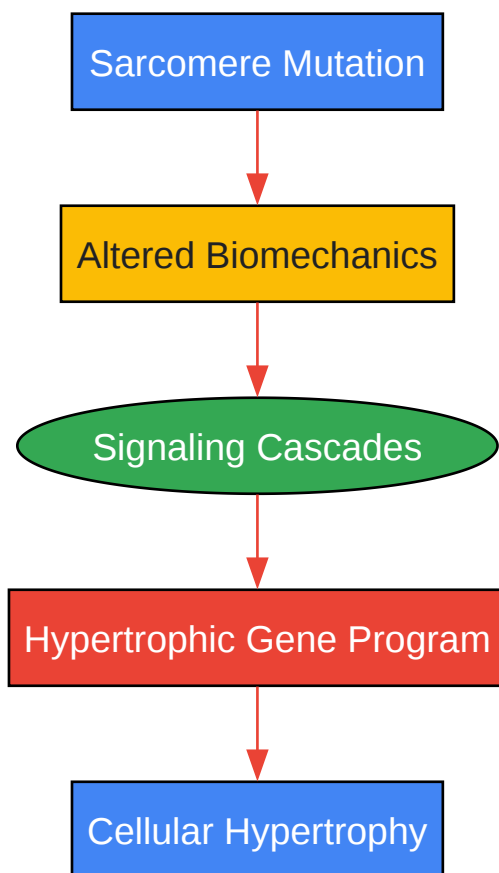 Sarcomere Mutation
Altered Biomechanics
Signaling Cascades
Hypertrophic Gene Program
Cellular Hypertrophy